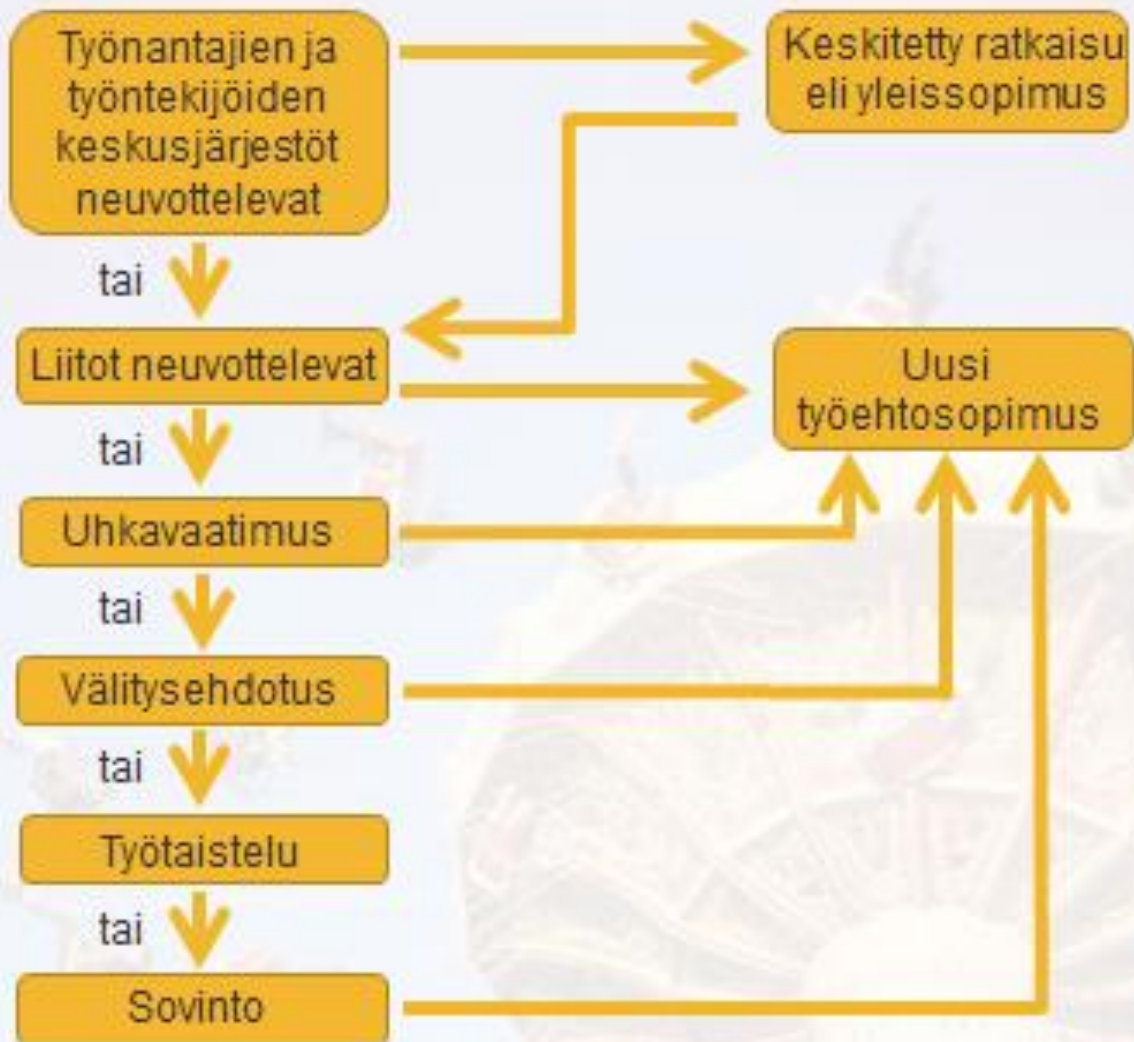 Työnantajien ja
työntekijöiden
keskusjärjestöt
neuvottelevat
Keskitetty ratkaisu
eli yleissopimus
tai
Liitot neuvottelevat
Uusi
työehtosopimus
tai
Uhkavaatimus
tai
Välitysehdotus
tai
Työtaistelu
tai
Sovinto